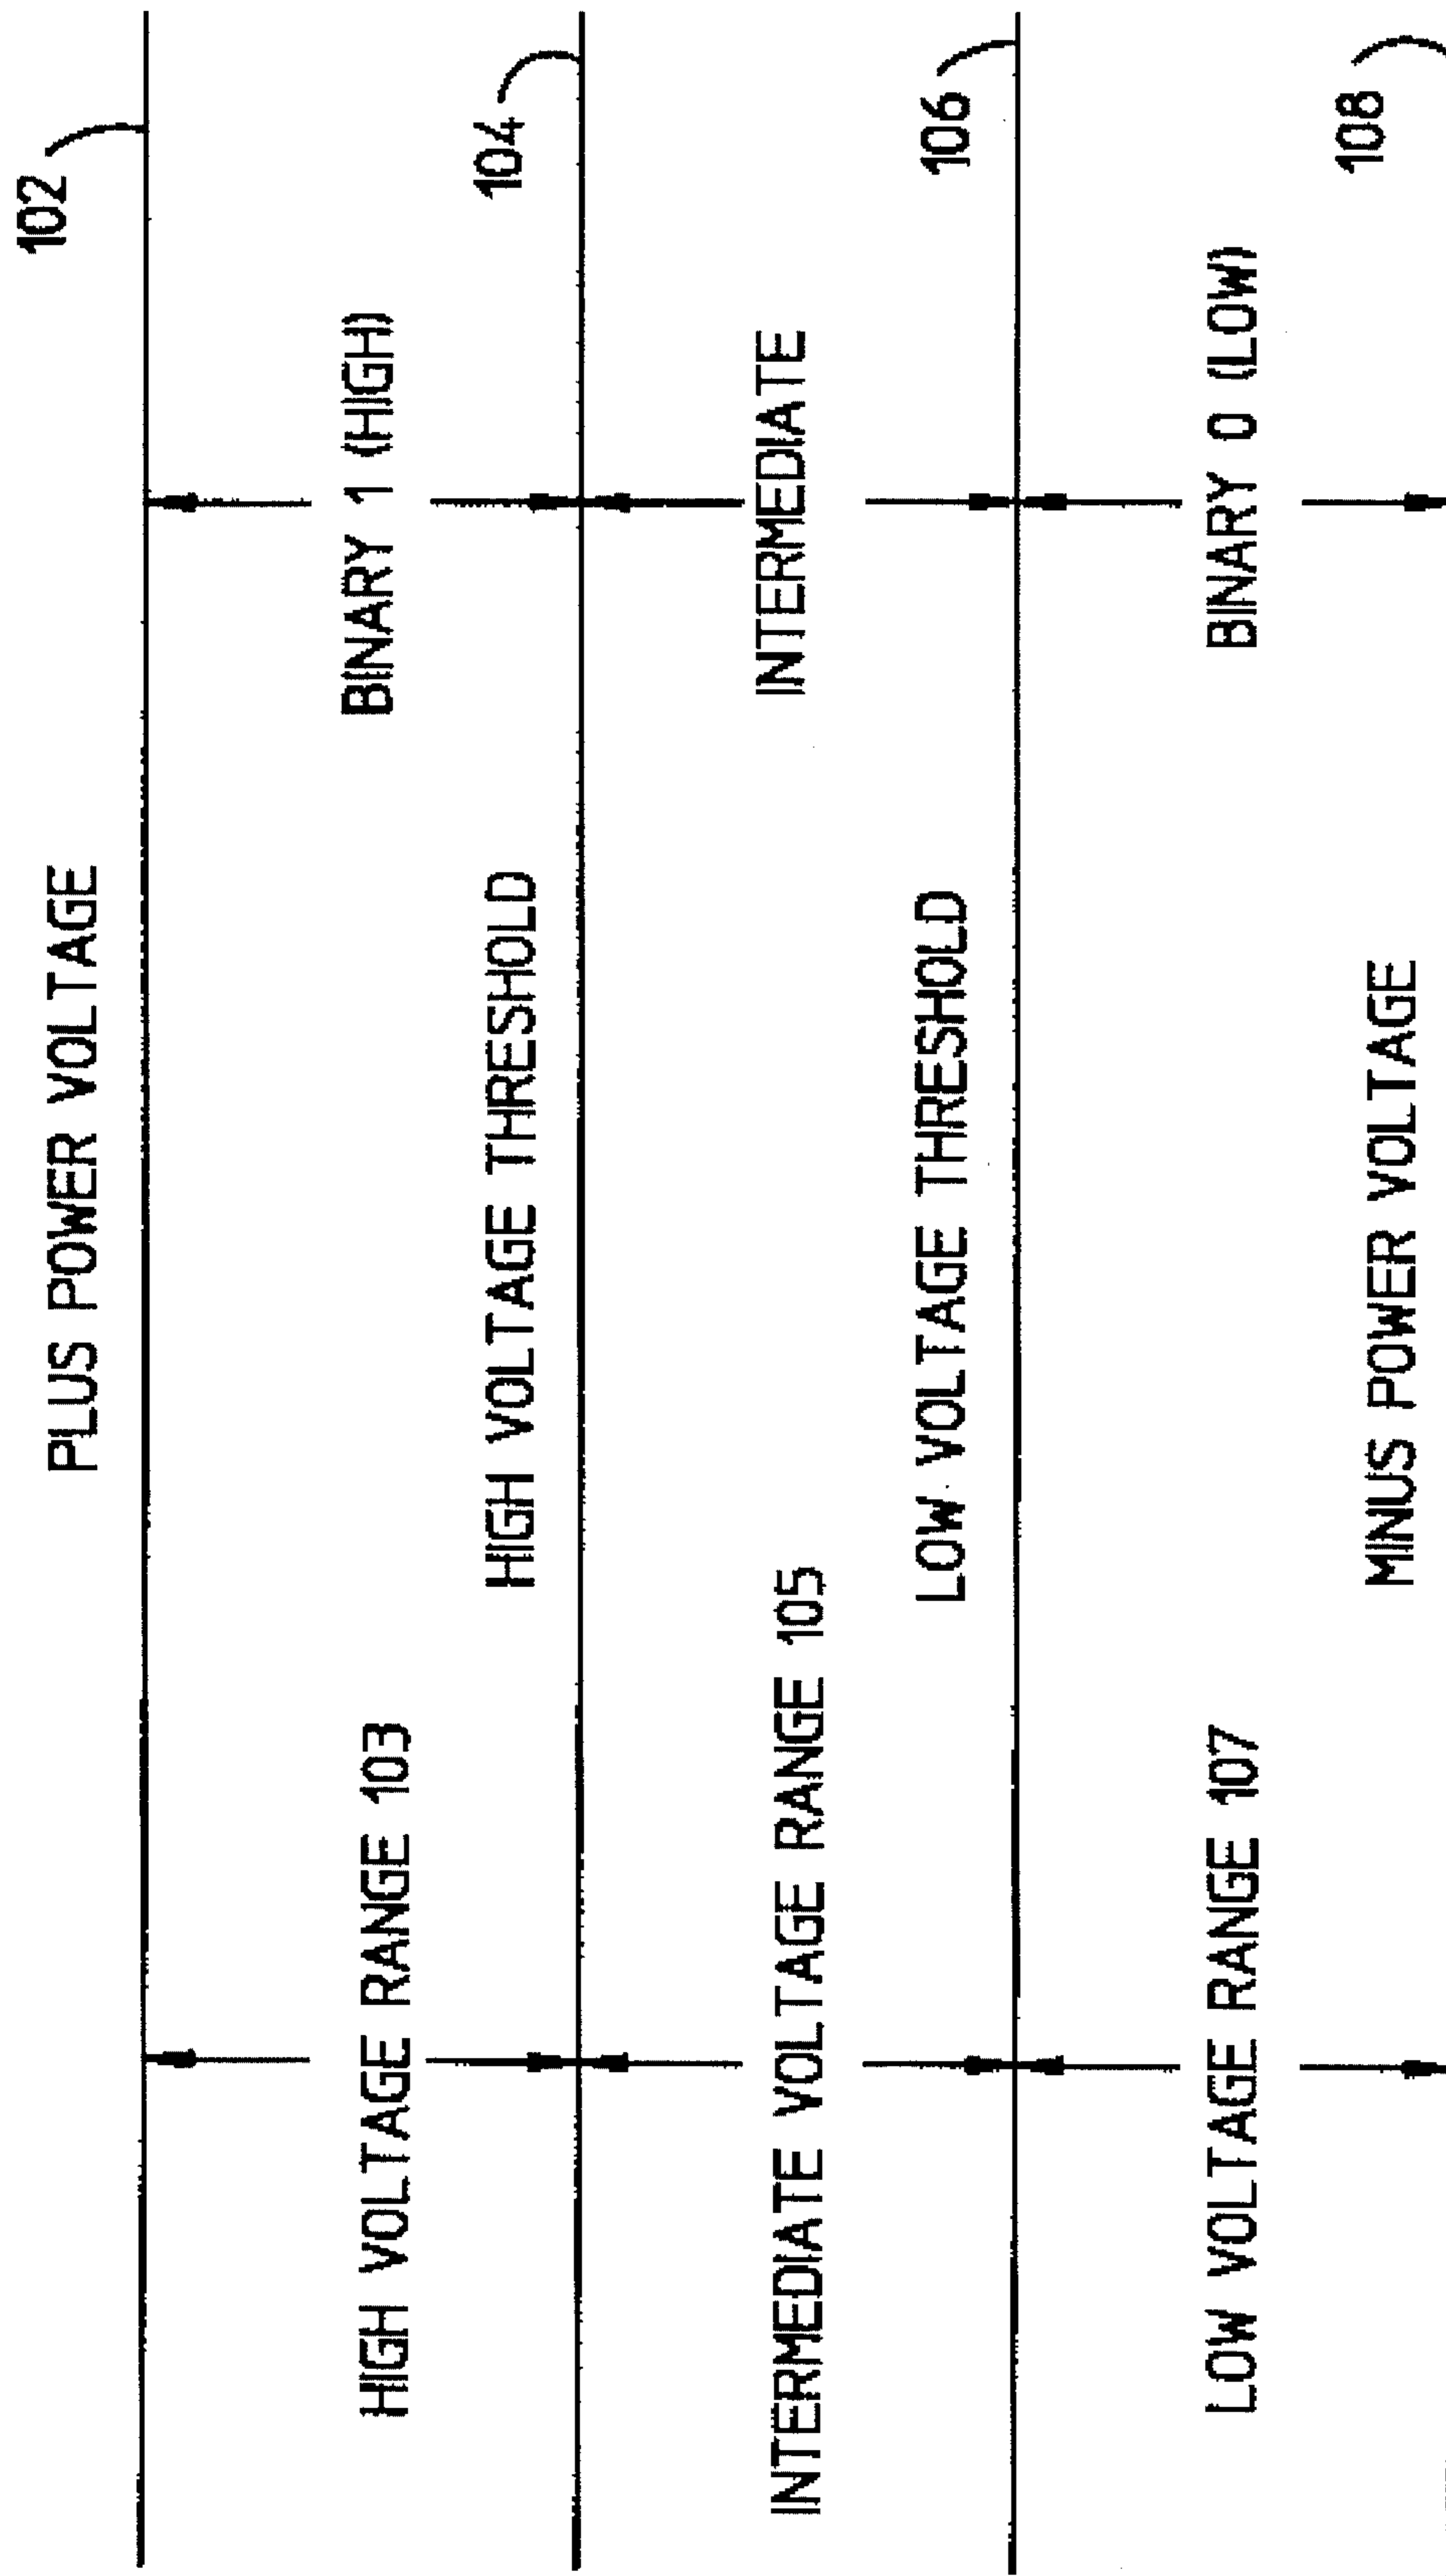 PLUS POWER VOLTAGE
102
HIGH VOLTAGE RANGE 103
BINARY 1 (HIGH)
HIGH VOLTAGE THRESHOLD
104
INTERMEDIATE VOLTAGE RANGE 105
INTERMEDIATE
LOW VOLTAGE THRESHOLD
106
LOW VOLTAGE RANGE 107
BINARY 0 (LOW)
MINUS POWER VOLTAGE
108